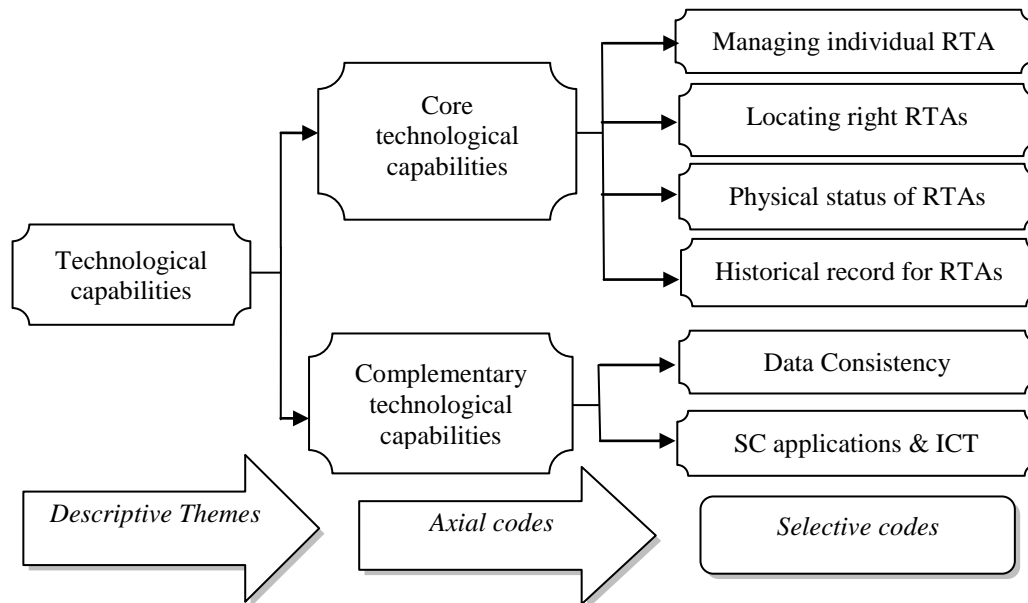 Technological
capabilities
Core
technological
capabilities
Complementary
technological
capabilities
Managing individual RTA
Locating right RTAs
Physical status of RTAs
Historical record for RTAs
Data Consistency
SC applications & ICT
Descriptive Themes
Axial codes
Selective codes